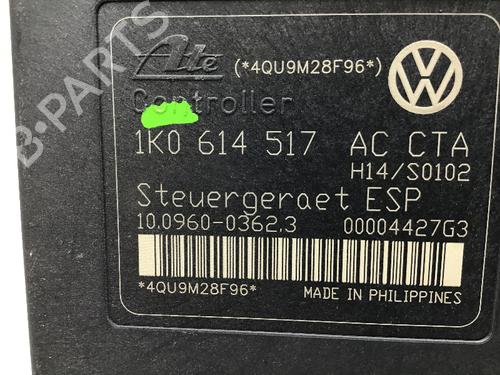 B-PARTS
Ate (*4QU9M28F96*)
Controller
1K0 614 517 AC CTA
H14/S0102
Steuergeraet ESP
10.0960-0362.3 00004427G3
*4QU9M28F96* MADE IN PHILIPPINES